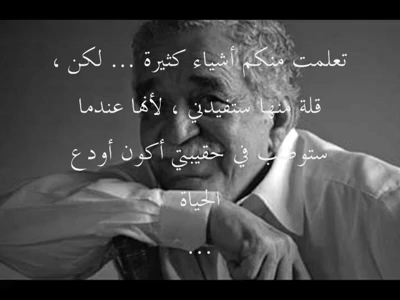 تعلمت منكم أشياء كثيرة ... لكن ،
قلة منها ستفيدني ، لأنها عندما
ستوضب في حقيبتي أكون أودع
الحياة
...